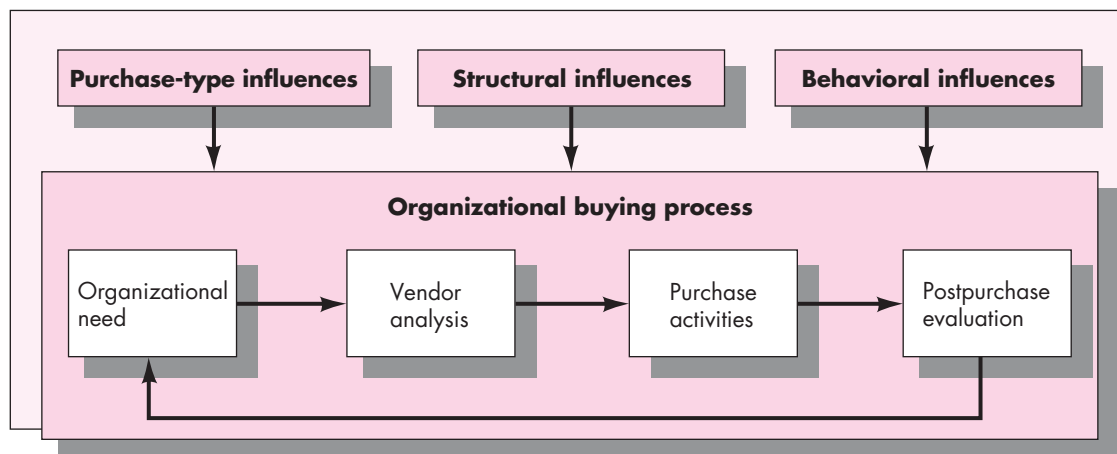 Purchase-type influences
Structural influences
Behavioral influences
Organizational buying process
Organizational
need
Vendor
analysis
Purchase
activities
Postpurchase
evaluation